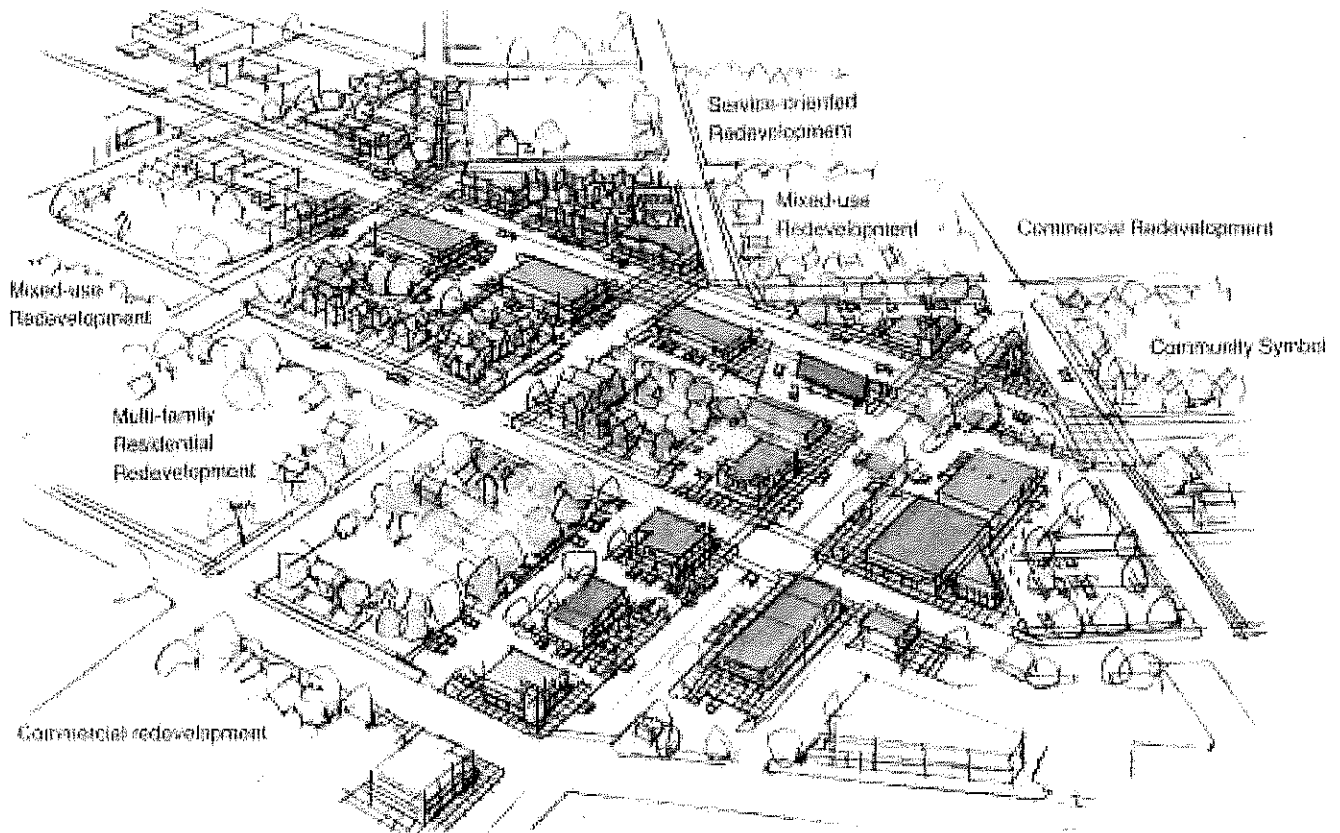 Service-oriented
Redevelopment
Mixed-use
Redevelopment
Commercial Redevelopment
Mixed-use
Redevelopment
Community Symbol
Multi-family
Residential
Redevelopment
Commercial redevelopment